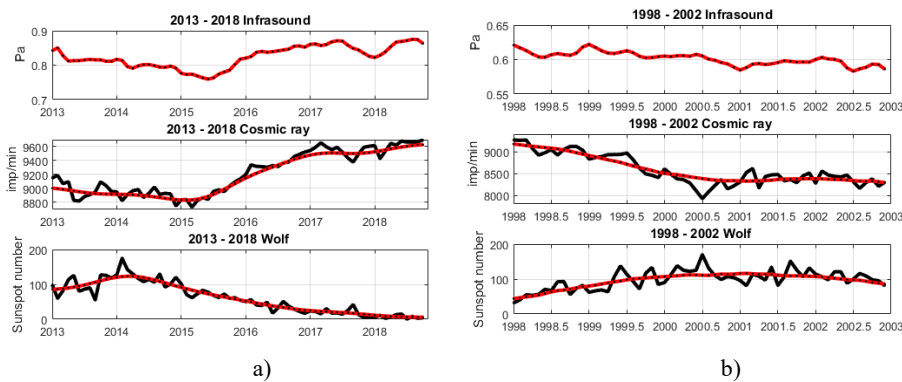 2013 - 2018 Infrasound
Pa
0.9
0.8
0.7
2013 2014 2015 2016 2017 2018
2013 - 2018 Cosmic ray
imp/min
9600
9400
9200
9000
8800
2013 2014 2015 2016 2017 2018
2013 - 2018 Wolf
Sunspot number
200
100
0
2013 2014 2015 2016 2017 2018
a)
1998 - 2002 Infrasound
Pa
0.65
0.6
0.55
1998 1998.5 1999 1999.5 2000 2000.5 2001 2001.5 2002 2002.5 2003
1998 - 2002 Cosmic ray
imp/min
9000
8500
8000
1998 1998.5 1999 1999.5 2000 2000.5 2001 2001.5 2002 2002.5 2003
1998 - 2002 Wolf
Sunspot number
200
100
0
1998 1998.5 1999 1999.5 2000 2000.5 2001 2001.5 2002 2002.5 2003
b)